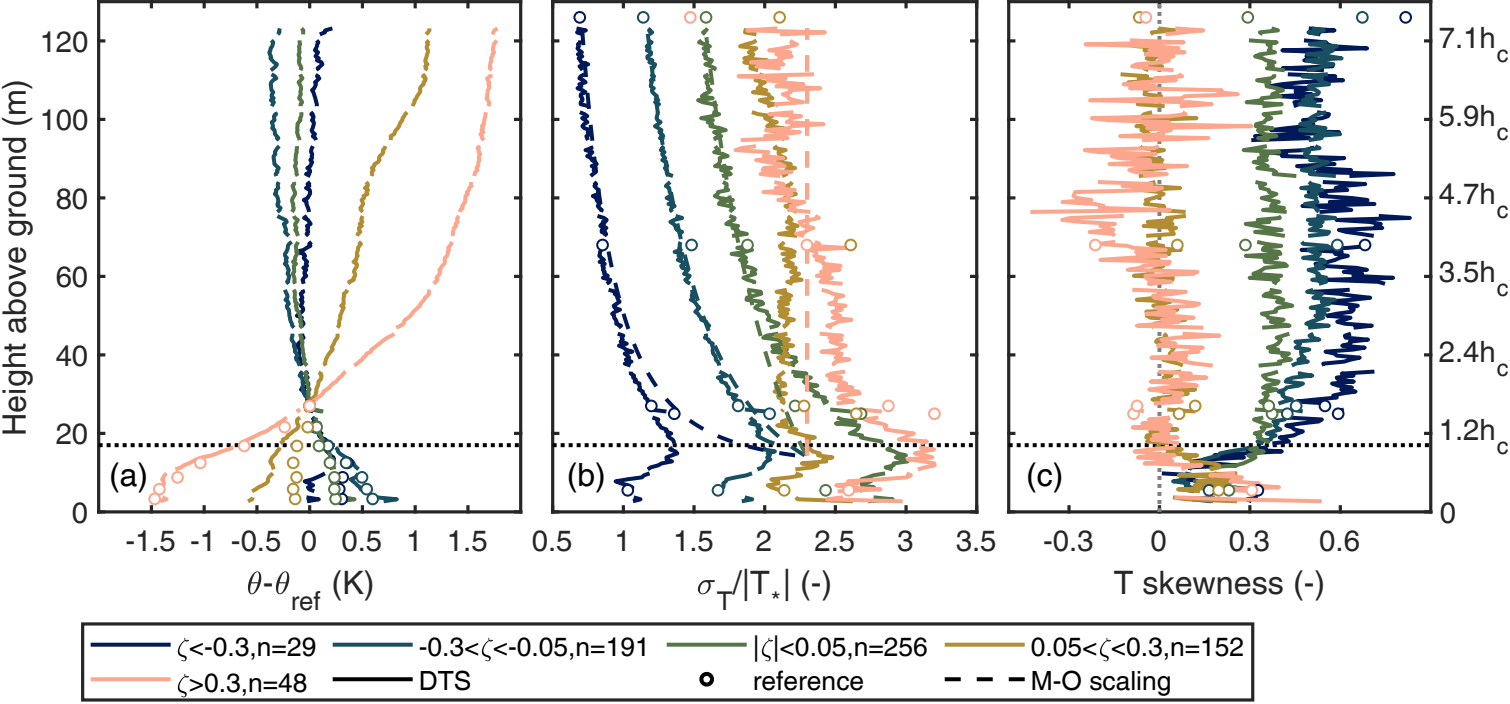 Height above ground (m)
120
100
80
60
40
20
0
(a)
-1.5 -1 -0.5 0 0.5 1 1.5
θ-θref (K)
(b)
0.5 1 1.5 2 2.5 3 3.5
σT/|T*| (-)
(c)
-0.3 0 0.3 0.6
T skewness (-)
7.1hc
5.9hc
4.7hc
3.5hc
2.4hc
1.2hc
0
ζ<-0.3,n=29 -0.3<ζ<-0.05,n=191 |ζ|<0.05,n=256 0.05<ζ<0.3,n=152
ζ>0.3,n=48 DTS reference M-O scaling